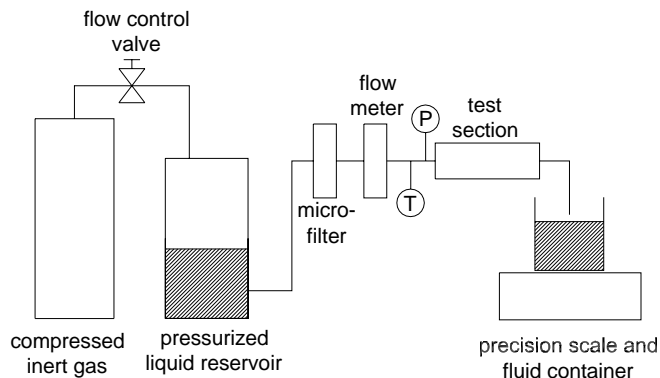 flow control
valve
flow
meter
test
section
P
T
micro-
filter
compressed
inert gas
pressurized
liquid reservoir
precision scale and
fluid container